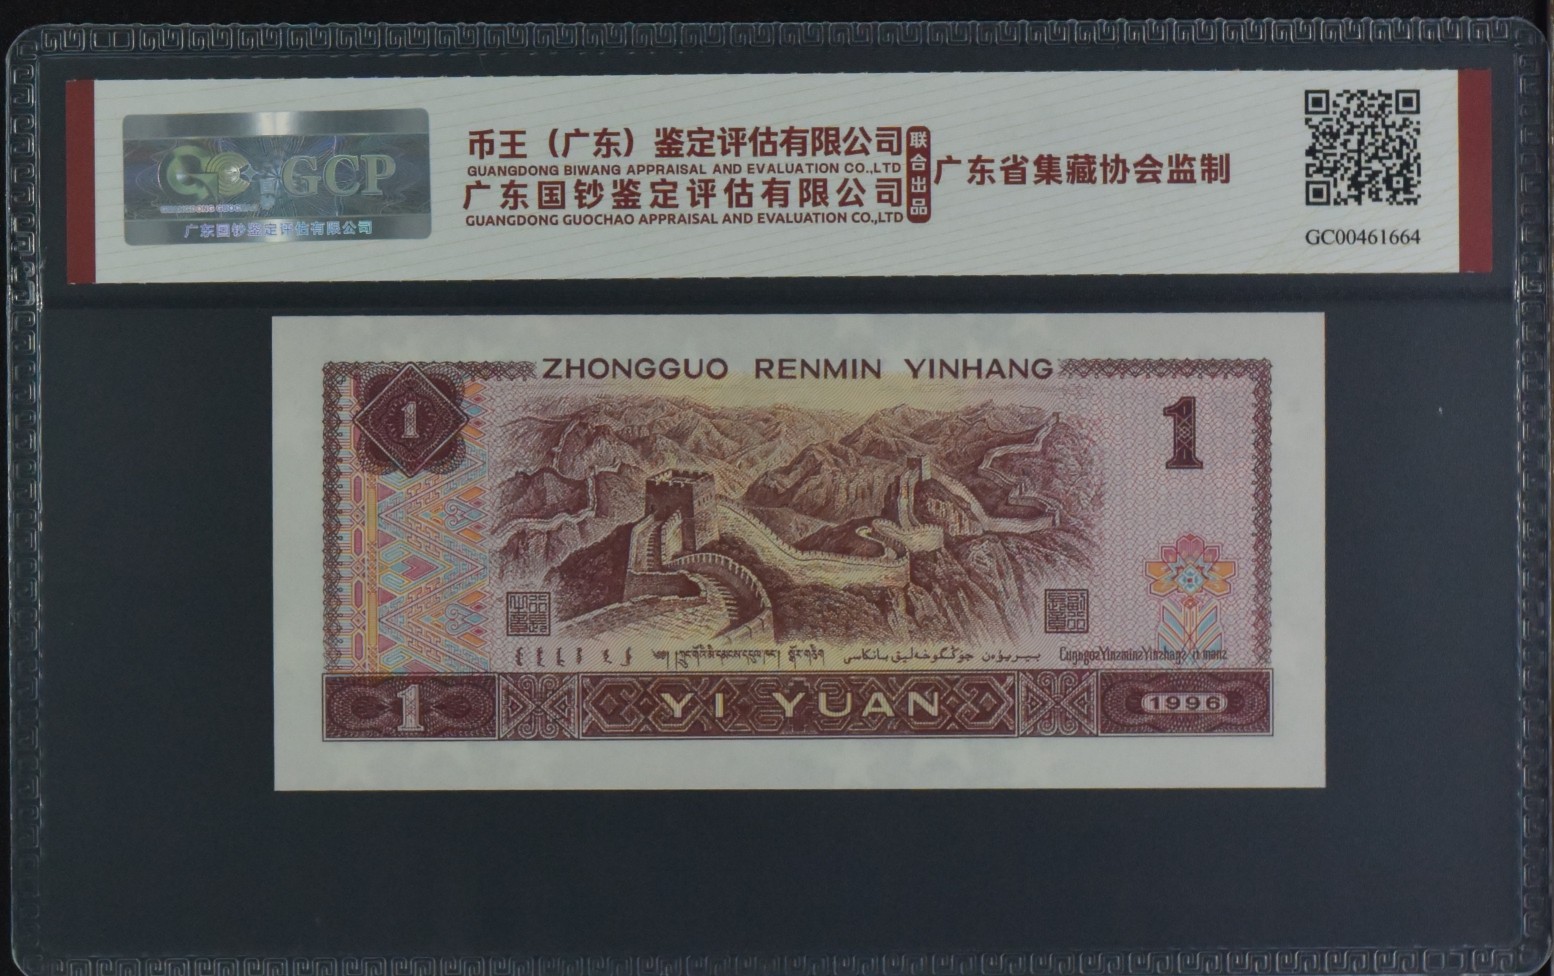 GCP
广东国钞鉴定评估有限公司
币王（广东）鉴定评估有限公司
GUANGDONG BIWANG APPRAISAL AND EVALUATION CO.,LTD
广东国钞鉴定评估有限公司
GUANGDONG GUOCHAO APPRAISAL AND EVALUATION CO.,LTD
联合出品
广东省集藏协会监制
GC00461664
ZHONGGUO RENMIN YINHANG
1
1
1
YI YUAN
1996